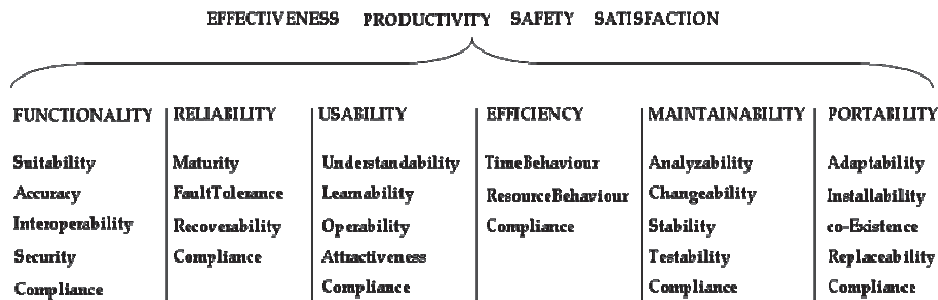 EFFECTIVENESS PRODUCTIVITY SAFETY SATISFACTION
FUNCTIONALITY RELIABILITY USABILITY EFFICIENCY MAINTAINABILITY PORTABILITY
Suitability Maturity Understandability TimeBehaviour Analyzability Adaptability
Accuracy FaultTolerance Learnability ResourceBehaviour Changeability Installability
Interoperability Recoverability Operability Compliance Stability co-Existence
Security Compliance Attractiveness Testability Replaceability
Compliance Compliance Compliance Compliance